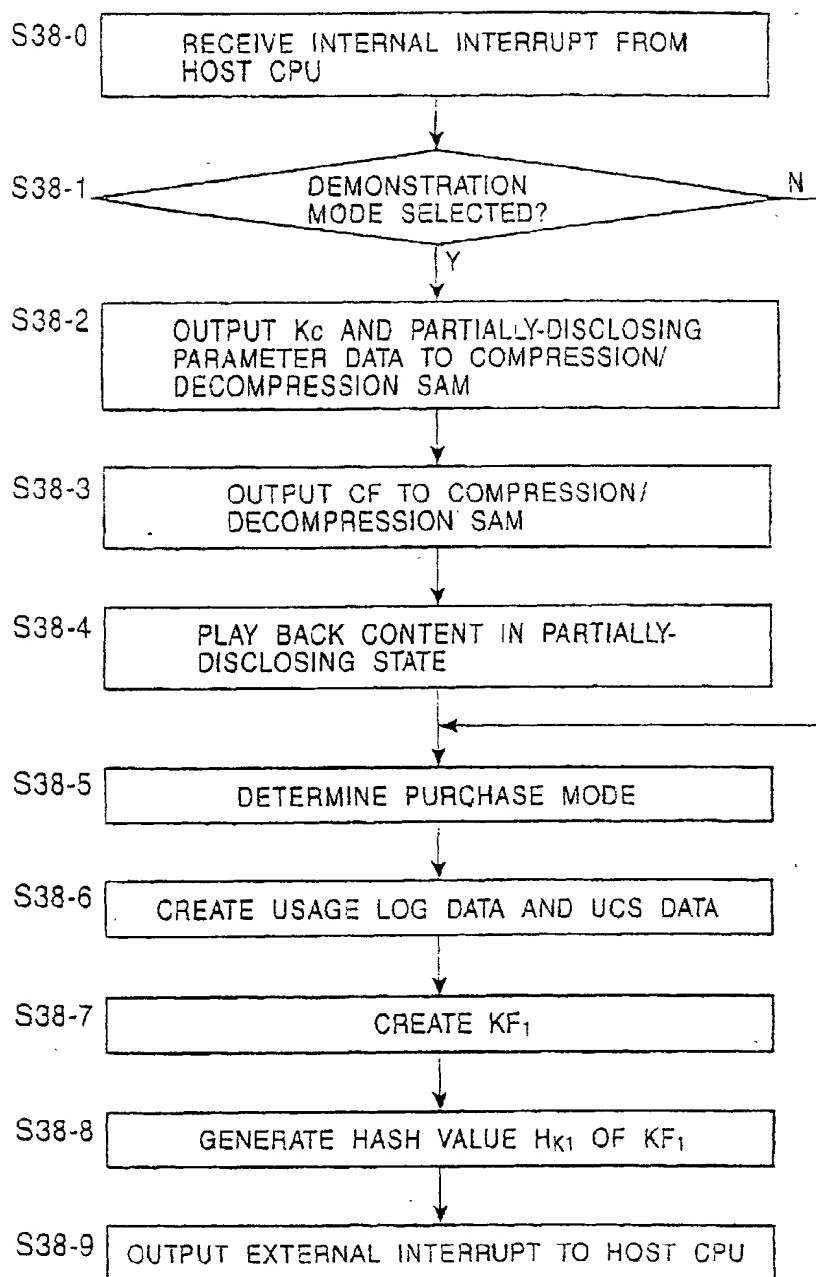 S38-0
RECEIVE INTERNAL INTERRUPT FROM
HOST CPU
S38-1
DEMONSTRATION
MODE SELECTED?
N
Y
S38-2
OUTPUT Kc AND PARTIALLY-DISCLOSING
PARAMETER DATA TO COMPRESSION/
DECOMPRESSION SAM
S38-3
OUTPUT CF TO COMPRESSION/
DECOMPRESSION SAM
S38-4
PLAY BACK CONTENT IN PARTIALLY-
DISCLOSING STATE
S38-5
DETERMINE PURCHASE MODE
S38-6
CREATE USAGE LOG DATA AND UCS DATA
S38-7
CREATE KF₁
S38-8
GENERATE HASH VALUE H_K1 OF KF₁
S38-9
OUTPUT EXTERNAL INTERRUPT TO HOST CPU